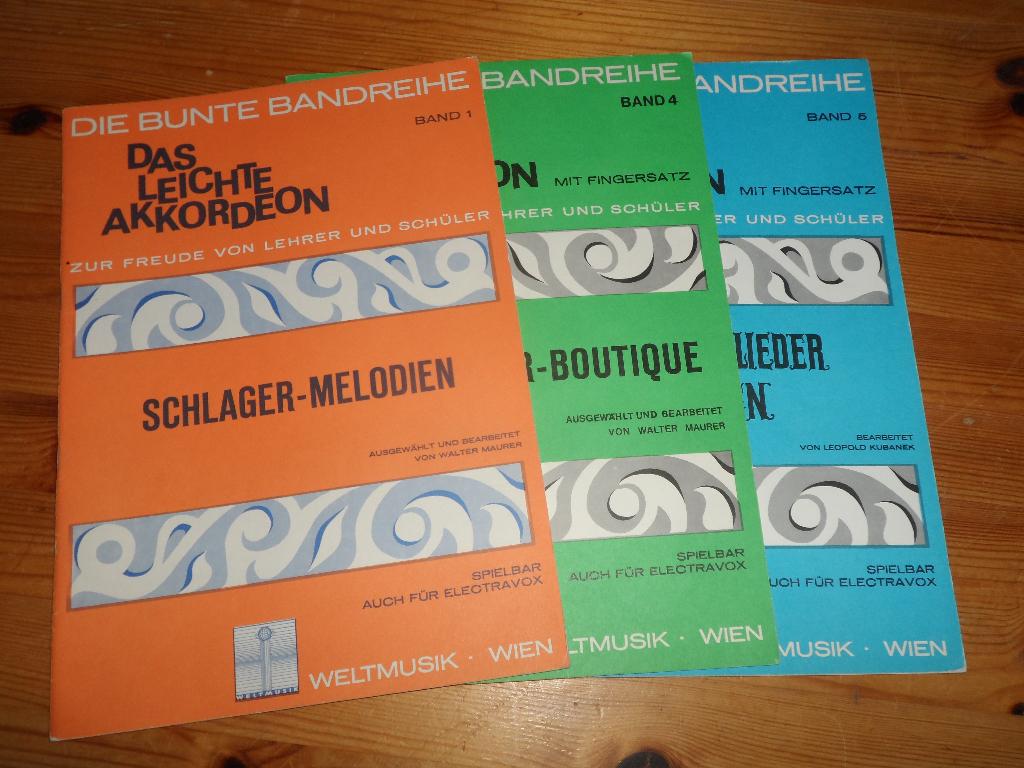 DIE BUNTE BANDREIHE
BAND 1
DAS
LEICHTE
AKKORDEON
ZUR FREUDE VON LEHRER UND SCHÜLER
SCHLAGER-MELODIEN
AUSGEWÄHLT UND BEARBEITET
VON WALTER MAURER
SPIELBAR
AUCH FÜR ELECTRAVOX
WELTMUSIK
WELTMUSIK · WIEN
BANDREIHE
BAND 4
ON MIT FINGERSATZ
HRER UND SCHÜLER
R-BOUTIQUE
AUSGEWÄHLT UND BEARBEITET
VON WALTER MAURER
SPIELBAR
AUCH FÜR ELECTRAVOX
LTMUSIK · WIEN
ANDREIHE
BAND 5
N MIT FINGERSATZ
ER UND SCHÜLER
LIEDER
EN
BEARBEITET
VON LEOPOLD KUBANEK
SPIELBAR
UCH FÜR ELECTRAVOX
MUSIK · WIEN